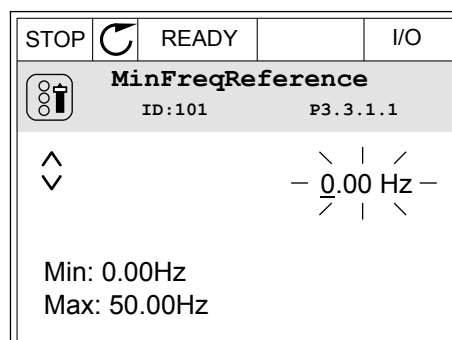 STOP READY I/O
MinFreqReference
ID:101 P3.3.1.1
0.00 Hz
Min: 0.00Hz
Max: 50.00Hz